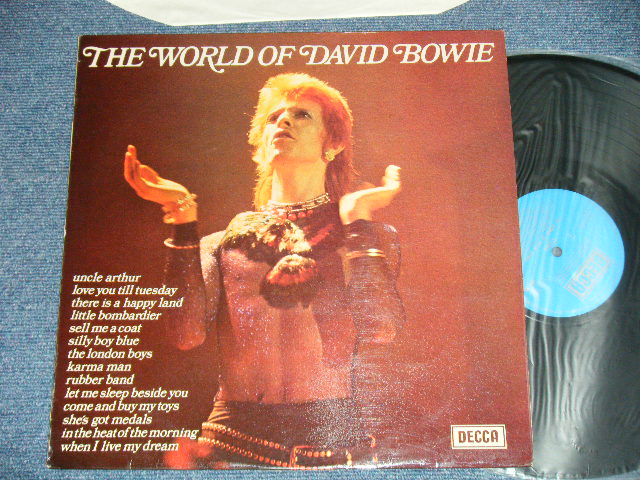 THE WORLD OF DAVID BOWIE
uncle arthur
love you till tuesday
there is a happy land
little bombardier
sell me a coat
silly boy blue
the london boys
karma man
rubber band
let me sleep beside you
come and buy my toys
she's got medals
in the heat of the morning
when I live my dream
DECCA
DECCA